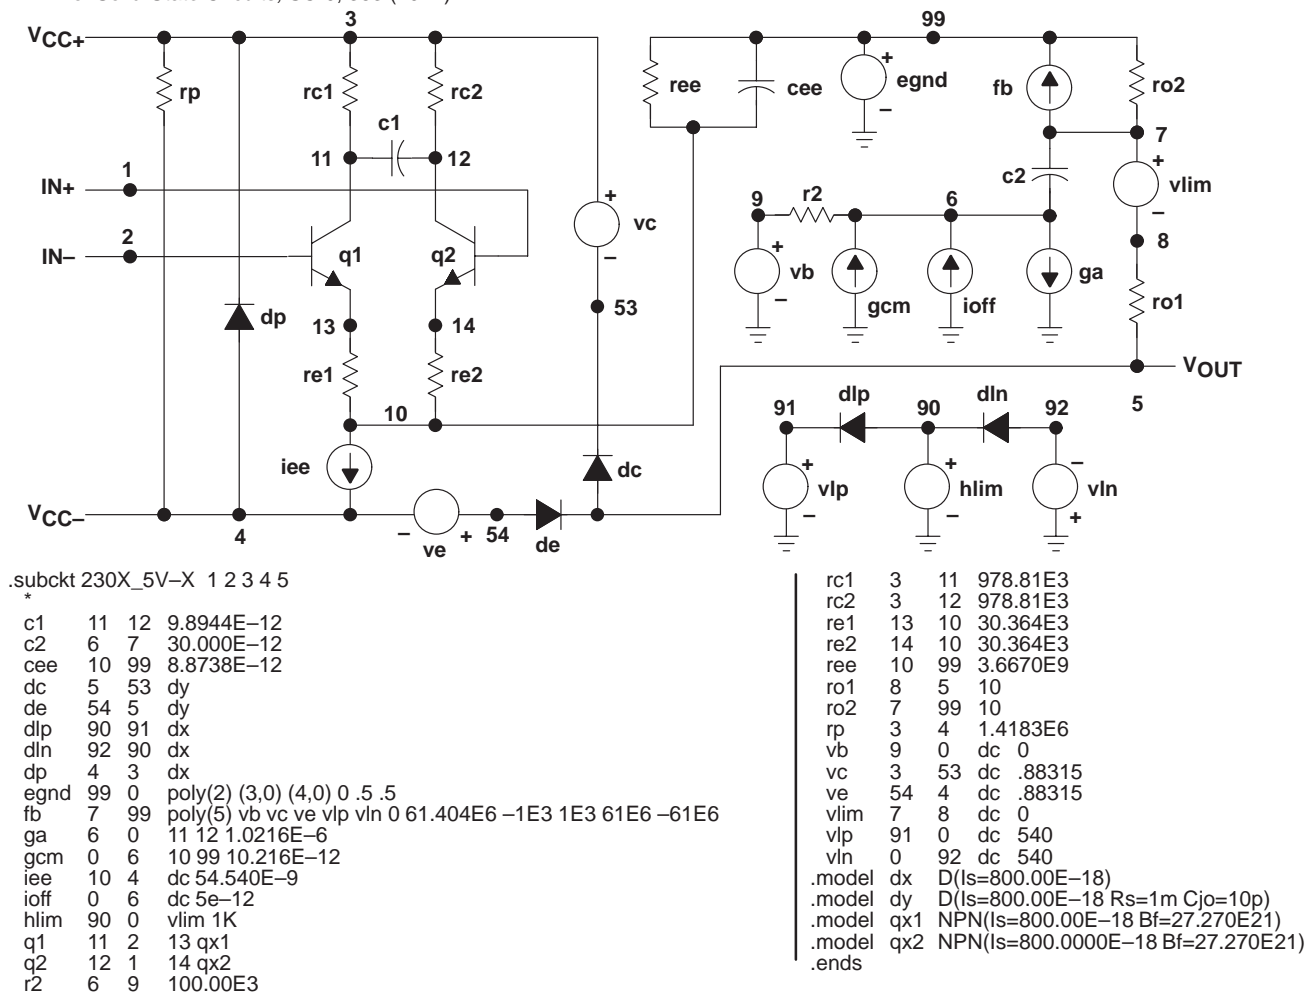 3
99
VCC+
rp
rc1
rc2
ree
cee
egnd
+
–
fb
ro2
c1
11
12
7
1
IN+
2
IN–
q1
q2
+
vc
–
9
r2
6
c2
+
vlim
–
8
+
vb
–
gcm
ioff
ga
ro1
dp
13
14
53
re1
re2
VOUT
5
10
91
dlp
90
dln
92
iee
dc
+
vlp
–
+
hlim
–
–
vln
+
VCC–
4
–
ve
+
54
de
.subckt 230X_5V–X 1 2 3 4 5
*
c1 11 12 9.8944E–12
c2 6 7 30.000E–12
cee 10 99 8.8738E–12
dc 5 53 dy
de 54 5 dy
dlp 90 91 dx
dln 92 90 dx
dp 4 3 dx
egnd 99 0 poly(2) (3,0) (4,0) 0 .5 .5
fb 7 99 poly(5) vb vc ve vlp vln 0 61.404E6 –1E3 1E3 61E6 –61E6
ga 6 0 11 12 1.0216E–6
gcm 0 6 10 99 10.216E–12
iee 10 4 dc 54.540E–9
ioff 0 6 dc 5e–12
hlim 90 0 vlim 1K
q1 11 2 13 qx1
q2 12 1 14 qx2
r2 6 9 100.00E3
rc1 3 11 978.81E3
rc2 3 12 978.81E3
re1 13 10 30.364E3
re2 14 10 30.364E3
ree 10 99 3.6670E9
ro1 8 5 10
ro2 7 99 10
rp 3 4 1.4183E6
vb 9 0 dc 0
vc 3 53 dc .88315
ve 54 4 dc .88315
vlim 7 8 dc 0
vlp 91 0 dc 540
vln 0 92 dc 540
.model dx D(Is=800.00E–18)
.model dy D(Is=800.00E–18 Rs=1m Cjo=10p)
.model qx1 NPN(Is=800.00E–18 Bf=27.270E21)
.model qx2 NPN(Is=800.0000E–18 Bf=27.270E21)
.ends